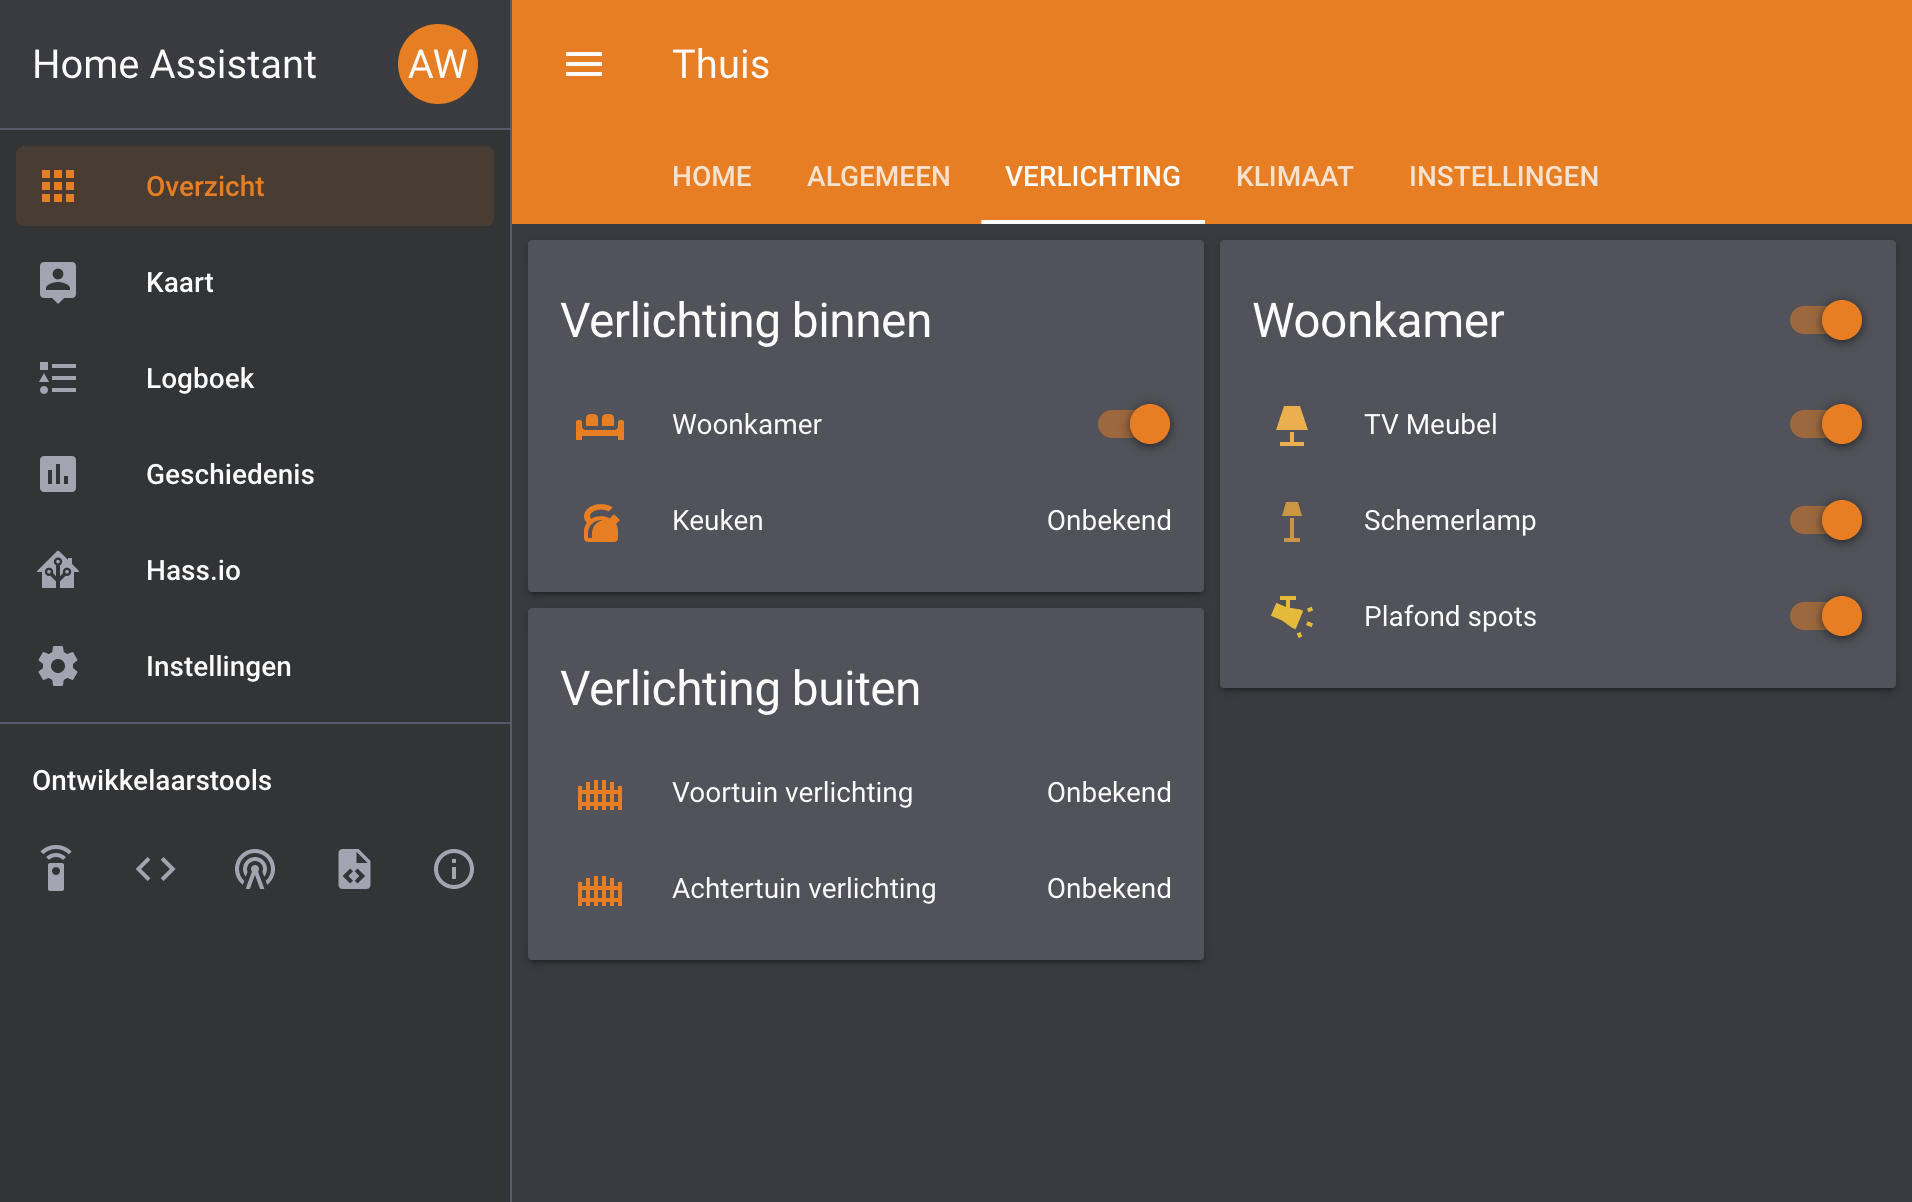 Home Assistant
AW
Overzicht
Kaart
Logboek
Geschiedenis
Hass.io
Instellingen
Ontwikkelaarstools
Thuis
HOME ALGEMEEN VERLICHTING KLIMAAT INSTELLINGEN
Verlichting binnen
Woonkamer
Keuken Onbekend
Verlichting buiten
Voortuin verlichting Onbekend
Achtertuin verlichting Onbekend
Woonkamer
TV Meubel
Schemerlamp
Plafond spots